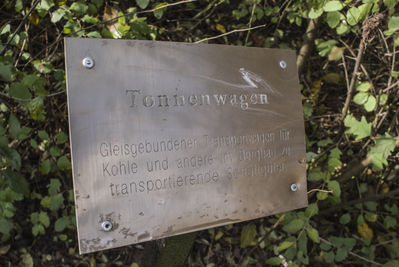 Tonnenwagen
Gleisgebundener Transportwagen für
Kohle und andere im Bergbau zu
transportierende